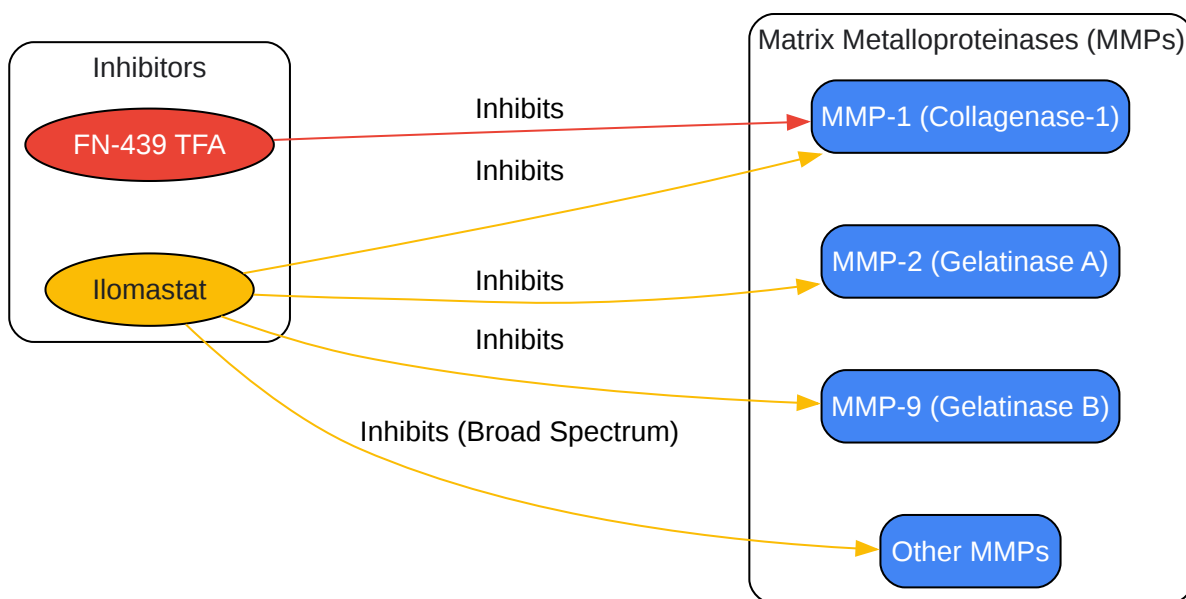 Inhibitors
FN-439 TFA
Ilomastat
Inhibits
Inhibits
Inhibits
Inhibits
Inhibits (Broad Spectrum)
Matrix Metalloproteinases (MMPs)
MMP-1 (Collagenase-1)
MMP-2 (Gelatinase A)
MMP-9 (Gelatinase B)
Other MMPs